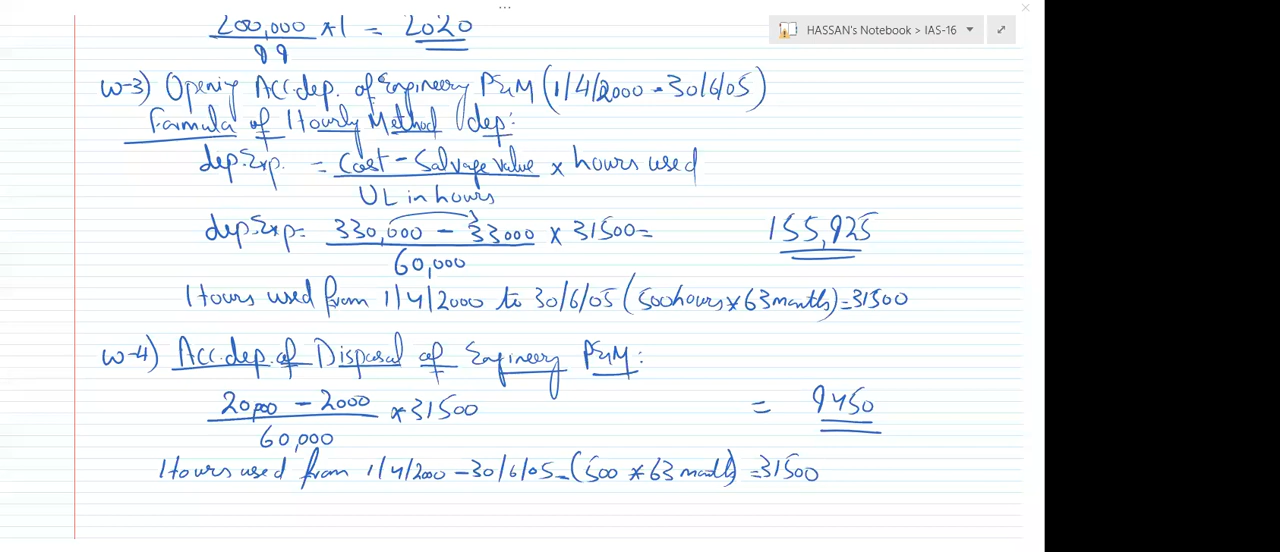 HASSAN's Notebook > IAS-16
200,000 / 99 *1 = 2020
W-3) Opening Acc.dep. of Engineery P&M (1/4/2000 - 30/6/05)
Formula of Hourly Method dep:
dep.Exp. = Cost - Salvage value / UL in hours × hours used
dep.Exp = 330,000 - 33000 / 60,000 × 31500 = 155,925
Hours used from 1/4/2000 to 30/6/05 (500 hours * 63 months) = 31500
W-4) Acc.dep. of Disposal of Engineery P&M:
20,000 - 2000 / 60,000 * 31500 = 9450
Hours used from 1/4/2000 - 30/6/05 - (500 * 63 month) = 31500